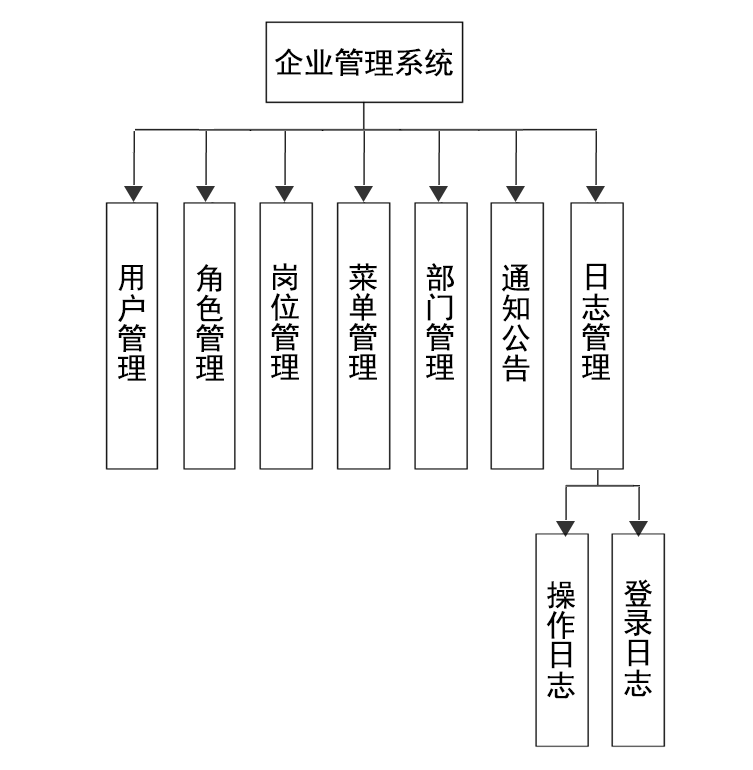 企业管理系统
用户管理
角色管理
岗位管理
菜单管理
部门管理
通知公告
日志管理
操作日志
登录日志